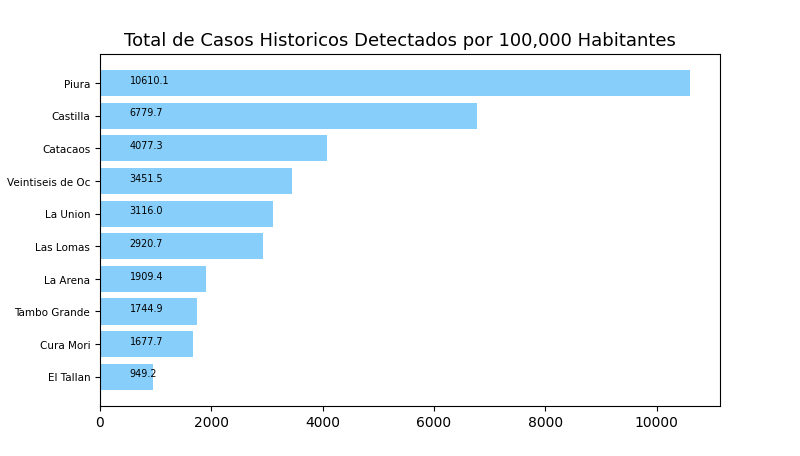 Total de Casos Historicos Detectados por 100,000 Habitantes
Piura 10610.1
Castilla 6779.7
Catacaos 4077.3
Veintiseis de Oc 3451.5
La Union 3116.0
Las Lomas 2920.7
La Arena 1909.4
Tambo Grande 1744.9
Cura Mori 1677.7
El Tallan 949.2
0 2000 4000 6000 8000 10000